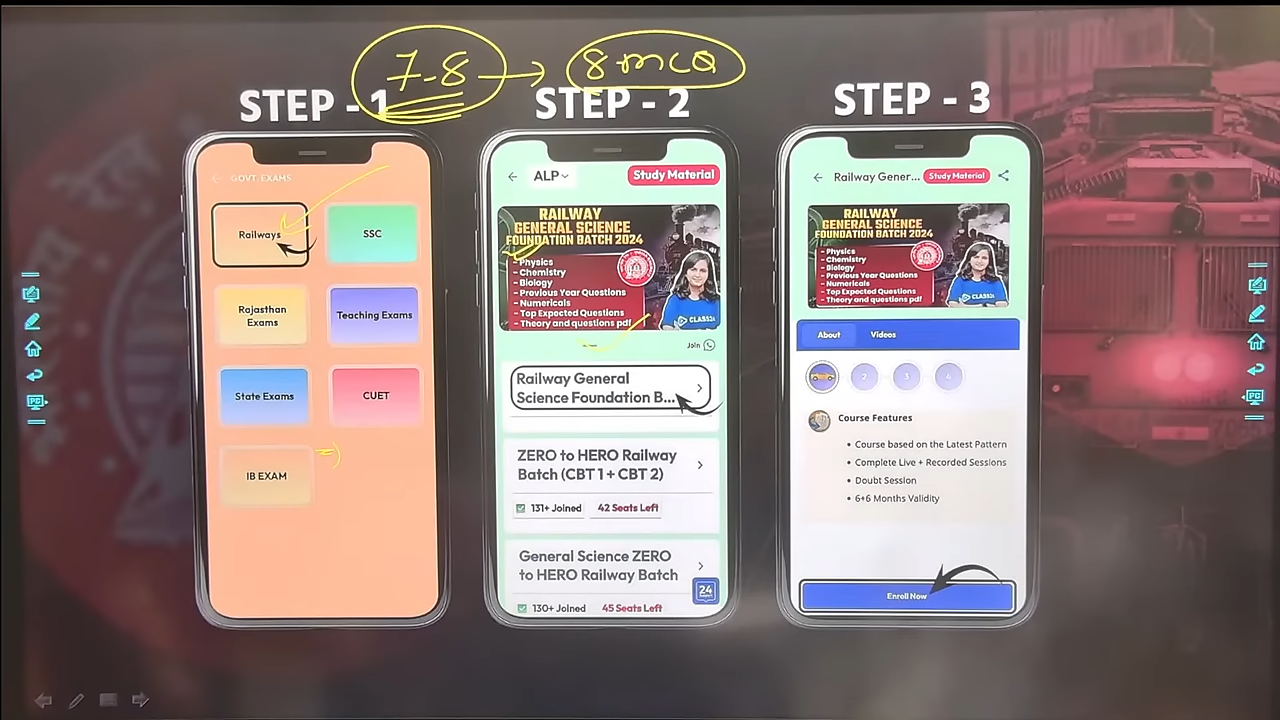 7-8 → 8 mcQ
STEP - 1
GOVT. EXAMS
Railways
SSC
Rajasthan
Exams
Teaching Exams
State Exams
CUET
IB EXAM
STEP - 2
ALP
Study Material
RAILWAY
GENERAL SCIENCE
FOUNDATION BATCH 2024
- Physics
- Chemistry
- Biology
- Previous Year Questions
- Numericals
- Top Expected Questions
- Theory and questions pdf
CLASS24
Join
Railway General
Science Foundation B...
ZERO to HERO Railway
Batch (CBT 1 + CBT 2)
131+ Joined
42 Seats Left
General Science ZERO
to HERO Railway Batch
24
130+ Joined
45 Seats Left
STEP - 3
Railway Gener...
Study Material
RAILWAY
GENERAL SCIENCE
FOUNDATION BATCH 2024
- Physics
- Chemistry
- Biology
- Previous Year Questions
- Numericals
- Top Expected Questions
- Theory and questions pdf
CLASS24
About
Videos
2
3
4
Course Features
• Course based on the Latest Pattern
• Complete Live + Recorded Sessions
• Doubt Session
• 6+6 Months Validity
Enroll Now